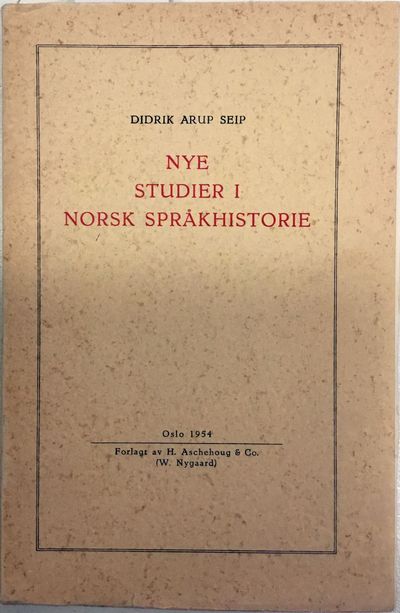 DIDRIK ARUP SEIP
NYE
STUDIER I
NORSK SPRÅKHISTORIE
Oslo 1954
Forlagt av H. Aschehoug & Co.
(W. Nygaard)